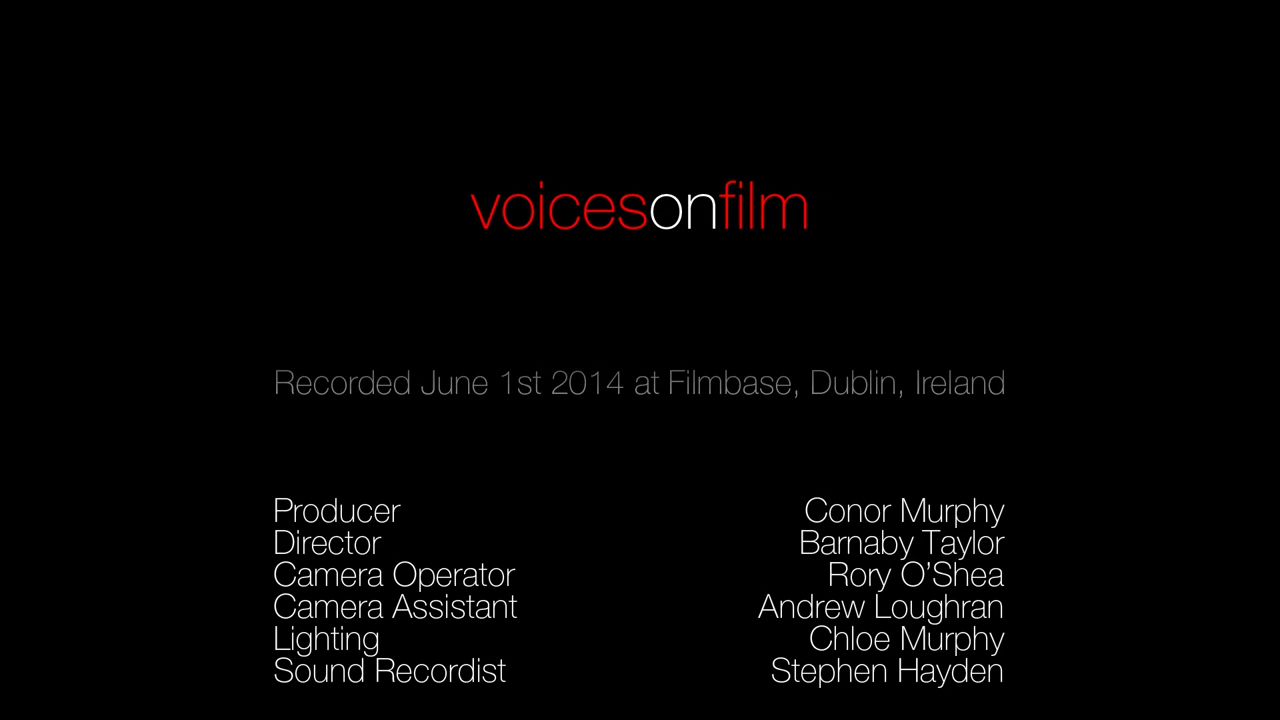 voicesonfilm
Recorded June 1st 2014 at Filmbase, Dublin, Ireland
Producer Conor Murphy
Director Barnaby Taylor
Camera Operator Rory O’Shea
Camera Assistant Andrew Loughran
Lighting Chloe Murphy
Sound Recordist Stephen Hayden